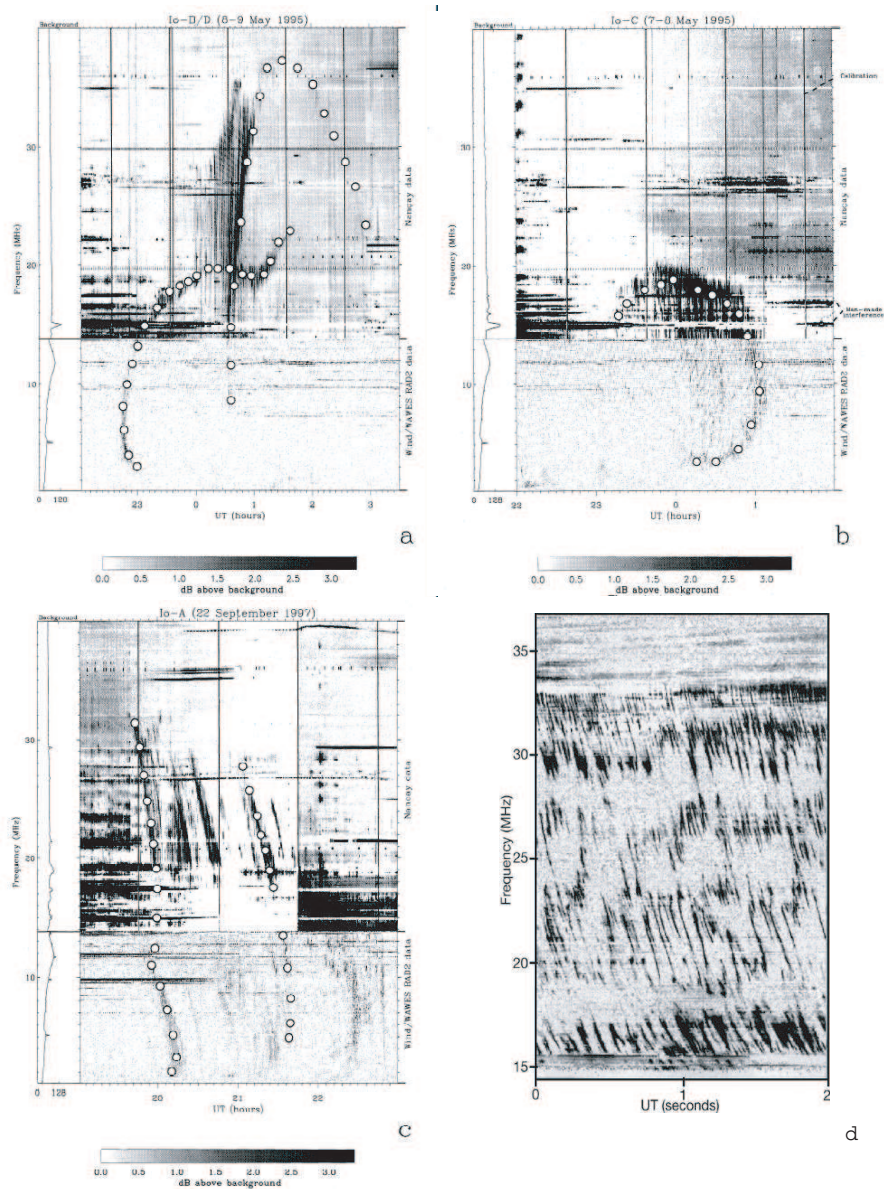 Io-B/D (8-9 May 1995)
Background
30
20
10
Frequency (MHz)
Nançay data
Wind/WAVES RAD2 data
0 120
23 0 1 2 3
UT (hours)
a
0.0 0.5 1.0 1.5 2.0 2.5 3.0
dB above background
Io-C (7-8 May 1995)
Background
Calibration
30
20
10
Frequency (MHz)
Nançay data
Man-made
interference
Wind/WAVES RAD2 data
0 128
22 23 0 1
UT (hours)
b
0.0 0.5 1.0 1.5 2.0 2.5 3.0
dB above background
Io-A (22 September 1997)
Background
30
20
10
Frequency (MHz)
Nançay data
Wind/WAVES RAD2 data
0 128
20 21 22
UT (hours)
c
0.0 0.5 1.0 1.5 2.0 2.5 3.0
dB above background
35
30
25
20
15
Frequency (MHz)
0 1 2
UT (seconds)
d